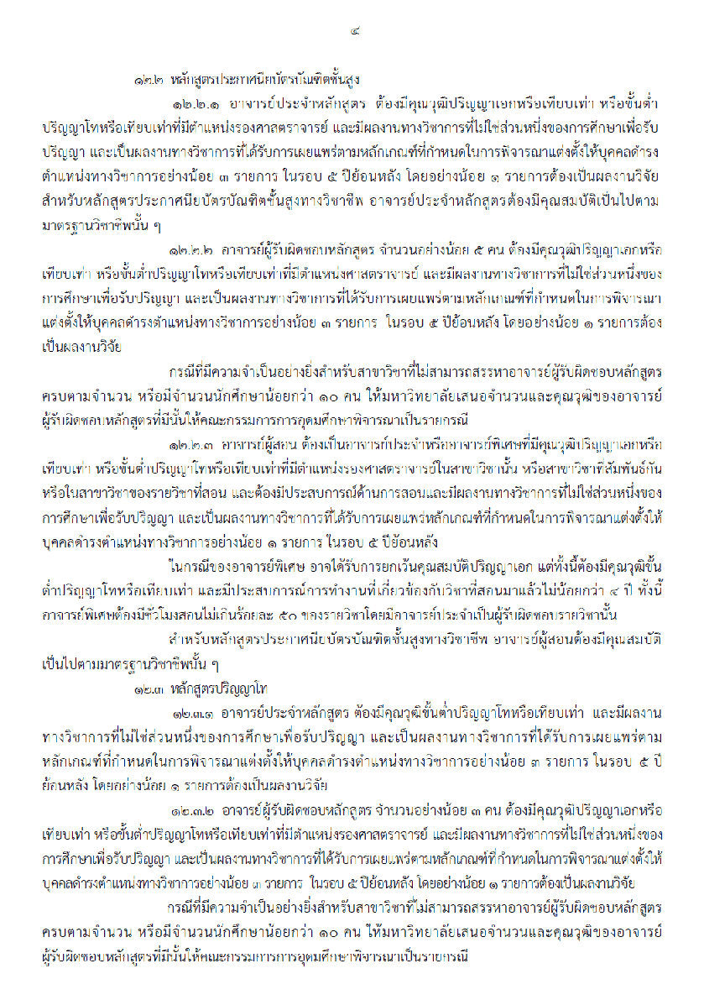 ๔
๑๒.๒ หลักสูตรประกาศนียบัตรบัณฑิตชั้นสูง
๑๒.๒.๑ อาจารย์ประจำหลักสูตร ต้องมีคุณวุฒิปริญญาเอกหรือเทียบเท่า หรือขั้นต่ำ
ปริญญาโทหรือเทียบเท่าที่มีตำแหน่งรองศาสตราจารย์ และมีผลงานทางวิชาการที่ไม่ใช่ส่วนหนึ่งของการศึกษาเพื่อรับ
ปริญญา และเป็นผลงานทางวิชาการที่ได้รับการเผยแพร่ตามหลักเกณฑ์ที่กำหนดในการพิจารณาแต่งตั้งให้บุคคลดำรง
ตำแหน่งทางวิชาการอย่างน้อย ๓ รายการ ในรอบ ๕ ปีย้อนหลัง โดยอย่างน้อย ๑ รายการต้องเป็นผลงานวิจัย
สำหรับหลักสูตรประกาศนียบัตรบัณฑิตชั้นสูงทางวิชาชีพ อาจารย์ประจำหลักสูตรต้องมีคุณสมบัติเป็นไปตาม
มาตรฐานวิชาชีพนั้น ๆ
๑๒.๒.๒ อาจารย์ผู้รับผิดชอบหลักสูตร จำนวนอย่างน้อย ๕ คน ต้องมีคุณวุฒิปริญญาเอกหรือ
เทียบเท่า หรือขั้นต่ำปริญญาโทหรือเทียบเท่าที่มีตำแหน่งศาสตราจารย์ และมีผลงานทางวิชาการที่ไม่ใช่ส่วนหนึ่งของ
การศึกษาเพื่อรับปริญญา และเป็นผลงานทางวิชาการที่ได้รับการเผยแพร่ตามหลักเกณฑ์ที่กำหนดในการพิจารณา
แต่งตั้งให้บุคคลดำรงตำแหน่งทางวิชาการอย่างน้อย ๓ รายการ ในรอบ ๕ ปีย้อนหลัง โดยอย่างน้อย ๑ รายการต้อง
เป็นผลงานวิจัย
กรณีที่มีความจำเป็นอย่างยิ่งสำหรับสาขาวิชาที่ไม่สามารถสรรหาอาจารย์ผู้รับผิดชอบหลักสูตร
ครบตามจำนวน หรือมีจำนวนนักศึกษาน้อยกว่า ๑๐ คน ให้มหาวิทยาลัยเสนอจำนวนและคุณวุฒิของอาจารย์
ผู้รับผิดชอบหลักสูตรที่มีนั้นให้คณะกรรมการการอุดมศึกษาพิจารณาเป็นรายกรณี
๑๒.๒.๓ อาจารย์ผู้สอน ต้องเป็นอาจารย์ประจำหรืออาจารย์พิเศษที่มีคุณวุฒิปริญญาเอกหรือ
เทียบเท่า หรือขั้นต่ำปริญญาโทหรือเทียบเท่าที่มีตำแหน่งรองศาสตราจารย์ในสาขาวิชานั้น หรือสาขาวิชาที่สัมพันธ์กัน
หรือในสาขาวิชาของรายวิชาที่สอน และต้องมีประสบการณ์ด้านการสอนและมีผลงานทางวิชาการที่ไม่ใช่ส่วนหนึ่งของ
การศึกษาเพื่อรับปริญญา และเป็นผลงานทางวิชาการที่ได้รับการเผยแพร่หลักเกณฑ์ที่กำหนดในการพิจารณาแต่งตั้งให้
บุคคลดำรงตำแหน่งทางวิชาการอย่างน้อย ๑ รายการ ในรอบ ๕ ปีย้อนหลัง
ในกรณีของอาจารย์พิเศษ อาจได้รับการยกเว้นคุณสมบัติปริญญาเอก แต่ทั้งนี้ต้องมีคุณวุฒิขั้น
ต่ำปริญญาโทหรือเทียบเท่า และมีประสบการณ์การทำงานที่เกี่ยวข้องกับวิชาที่สอนมาแล้วไม่น้อยกว่า ๔ ปี ทั้งนี้
อาจารย์พิเศษต้องมีชั่วโมงสอนไม่เกินร้อยละ ๕๐ ของรายวิชาโดยมีอาจารย์ประจำเป็นผู้รับผิดชอบรายวิชานั้น
สำหรับหลักสูตรประกาศนียบัตรบัณฑิตชั้นสูงทางวิชาชีพ อาจารย์ผู้สอนต้องมีคุณสมบัติ
เป็นไปตามมาตรฐานวิชาชีพนั้น ๆ
๑๒.๓ หลักสูตรปริญญาโท
๑๒.๓.๑ อาจารย์ประจำหลักสูตร ต้องมีคุณวุฒิขั้นต่ำปริญญาโทหรือเทียบเท่า และมีผลงาน
ทางวิชาการที่ไม่ใช่ส่วนหนึ่งของการศึกษาเพื่อรับปริญญา และเป็นผลงานทางวิชาการที่ได้รับการเผยแพร่ตาม
หลักเกณฑ์ที่กำหนดในการพิจารณาแต่งตั้งให้บุคคลดำรงตำแหน่งทางวิชาการอย่างน้อย ๓ รายการ ในรอบ ๕ ปี
ย้อนหลัง โดยอย่างน้อย ๑ รายการต้องเป็นผลงานวิจัย
๑๒.๓.๒ อาจารย์ผู้รับผิดชอบหลักสูตร จำนวนอย่างน้อย ๓ คน ต้องมีคุณวุฒิปริญญาเอกหรือ
เทียบเท่า หรือขั้นต่ำปริญญาโทหรือเทียบเท่าที่มีตำแหน่งรองศาสตราจารย์ และมีผลงานทางวิชาการที่ไม่ใช่ส่วนหนึ่งของ
การศึกษาเพื่อรับปริญญา และเป็นผลงานทางวิชาการที่ได้รับการเผยแพร่ตามหลักเกณฑ์ที่กำหนดในการพิจารณาแต่งตั้งให้
บุคคลดำรงตำแหน่งทางวิชาการอย่างน้อย ๓ รายการ ในรอบ ๕ ปีย้อนหลัง โดยอย่างน้อย ๑ รายการต้องเป็นผลงานวิจัย
กรณีที่มีความจำเป็นอย่างยิ่งสำหรับสาขาวิชาที่ไม่สามารถสรรหาอาจารย์ผู้รับผิดชอบหลักสูตร
ครบตามจำนวน หรือมีจำนวนนักศึกษาน้อยกว่า ๑๐ คน ให้มหาวิทยาลัยเสนอจำนวนและคุณวุฒิของอาจารย์
ผู้รับผิดชอบหลักสูตรที่มีนั้นให้คณะกรรมการการอุดมศึกษาพิจารณาเป็นรายกรณี